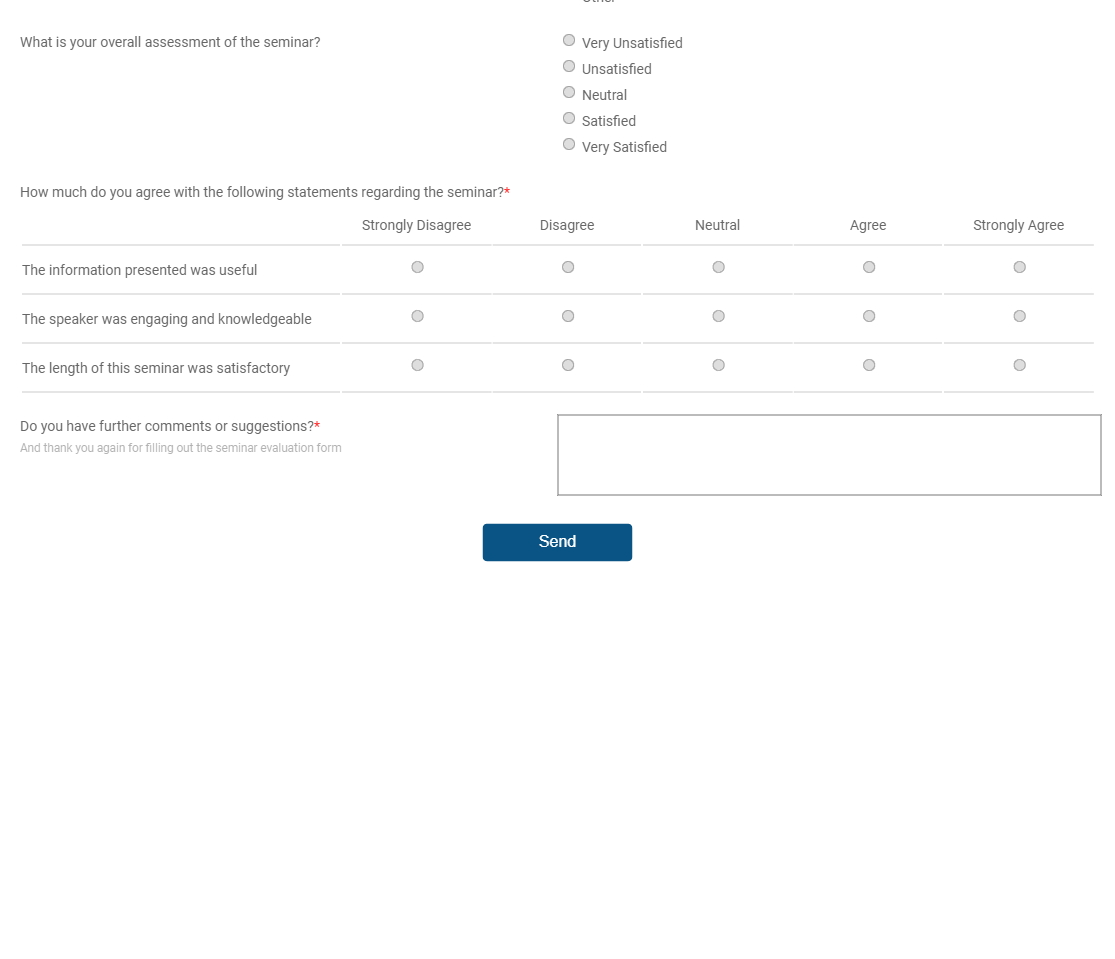 What is your overall assessment of the seminar?
Very Unsatisfied
Unsatisfied
Neutral
Satisfied
Very Satisfied
How much do you agree with the following statements regarding the seminar?*
Strongly Disagree Disagree Neutral Agree Strongly Agree
The information presented was useful
The speaker was engaging and knowledgeable
The length of this seminar was satisfactory
Do you have further comments or suggestions?*
And thank you again for filling out the seminar evaluation form
Send